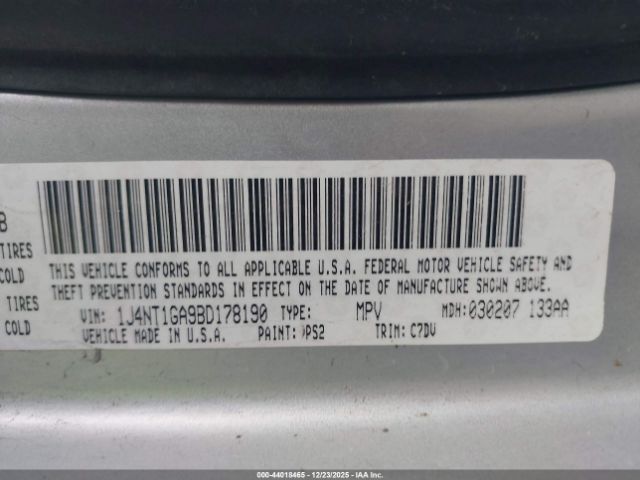 B
TIRES
COLD
TIRES
COLD
THIS VEHICLE CONFORMS TO ALL APPLICABLE U.S.A. FEDERAL MOTOR VEHICLE SAFETY AND
THEFT PREVENTION STANDARDS IN EFFECT ON THE DATE OF MANUFACTURE SHOWN ABOVE.
VIN: 1J4NT1GA9BD178190 TYPE: MPV MDH:030207 133AA
VEHICLE MADE IN U.S.A. PAINT: PS2 TRIM: C7DV
000-44018465 - 12/23/2025 - IAAI